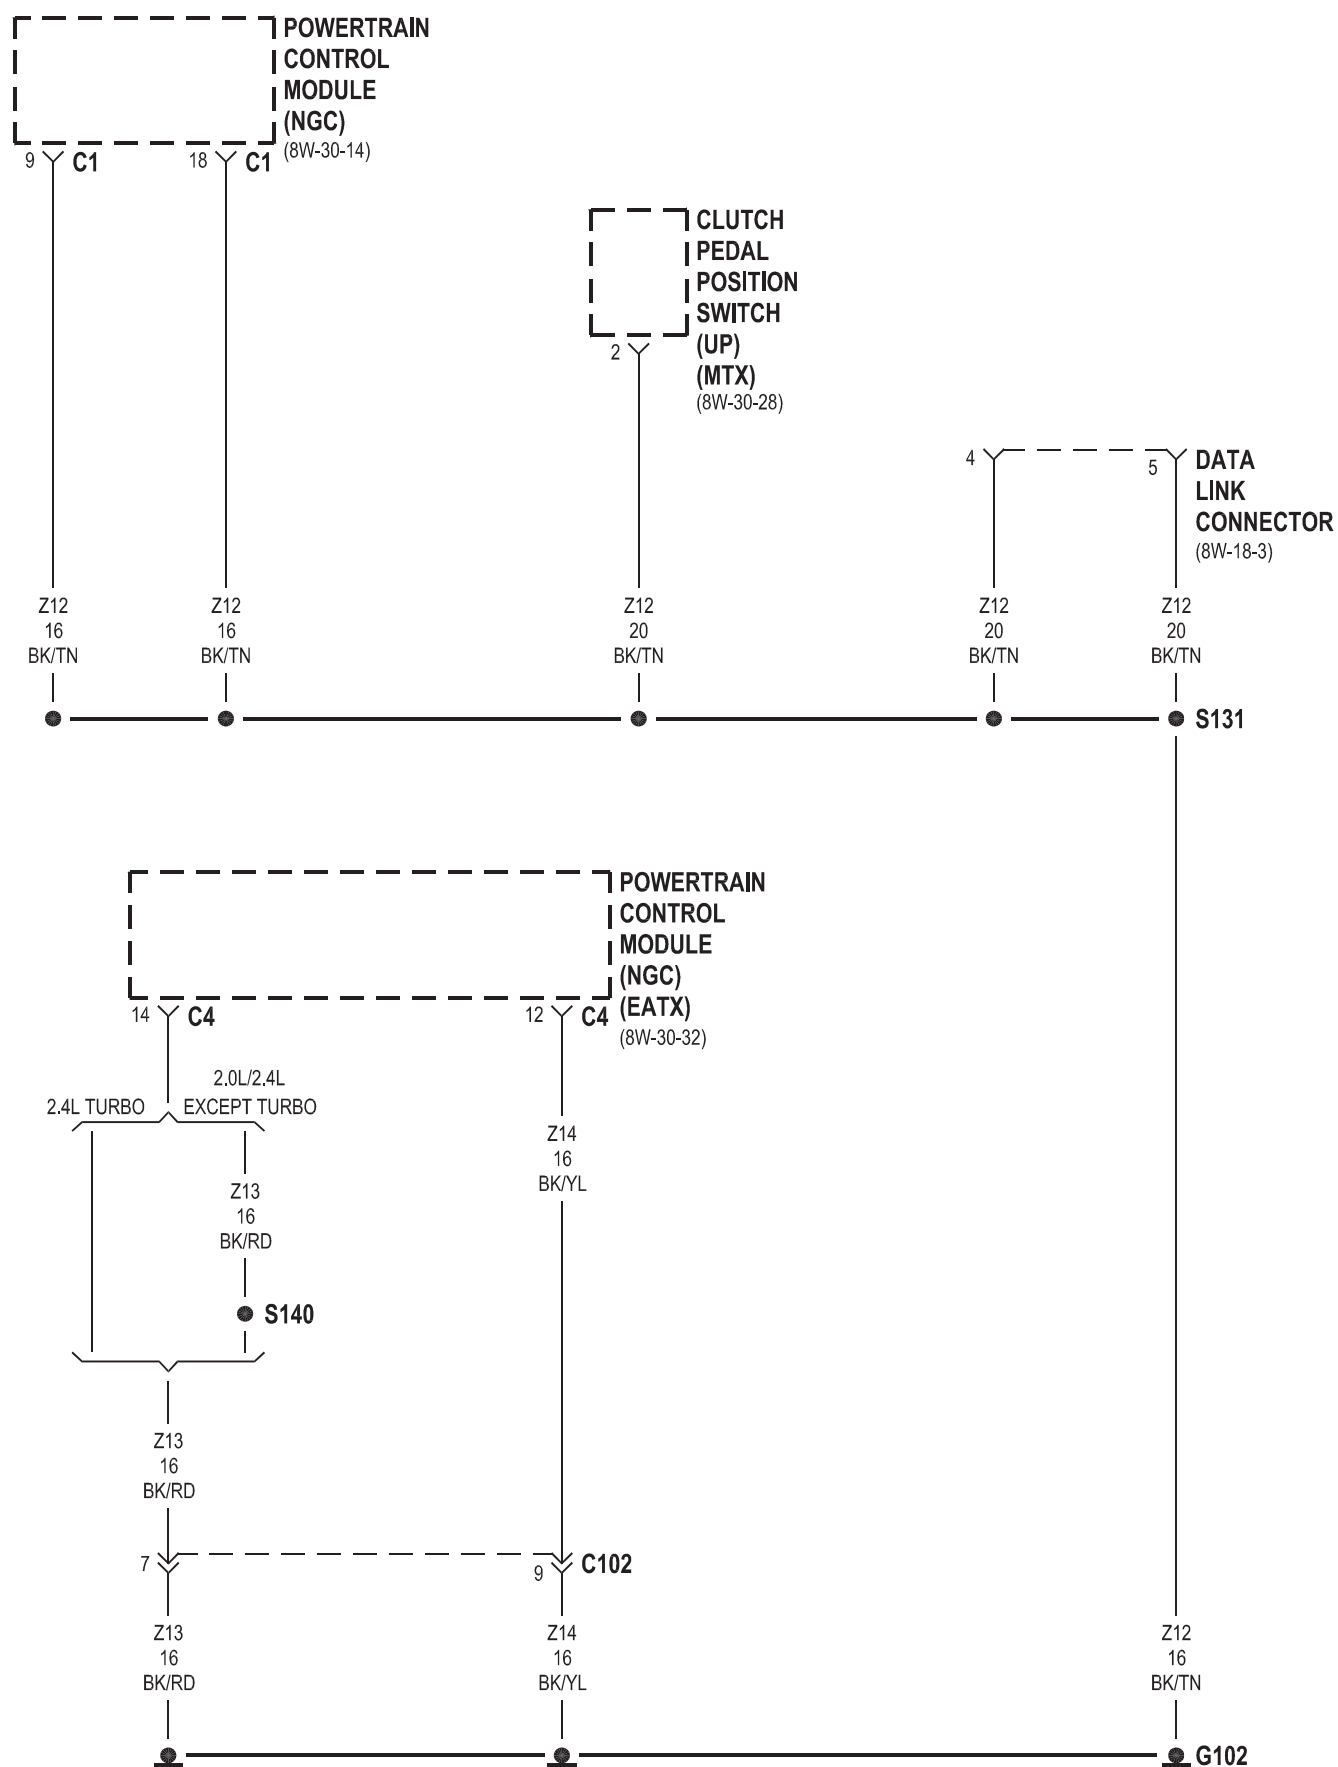 POWERTRAIN
CONTROL
MODULE
(NGC)
(8W-30-14)
9
C1
18
C1
CLUTCH
PEDAL
POSITION
SWITCH
(UP)
(MTX)
(8W-30-28)
2
4
5
DATA
LINK
CONNECTOR
(8W-18-3)
Z12
16
BK/TN
Z12
16
BK/TN
Z12
20
BK/TN
Z12
20
BK/TN
Z12
20
BK/TN
S131
POWERTRAIN
CONTROL
MODULE
(NGC)
(EATX)
(8W-30-32)
14
C4
12
C4
2.4L TURBO
2.0L/2.4L
EXCEPT TURBO
Z14
16
BK/YL
Z13
16
BK/RD
S140
Z13
16
BK/RD
7
9
C102
Z13
16
BK/RD
Z14
16
BK/YL
Z12
16
BK/TN
G102